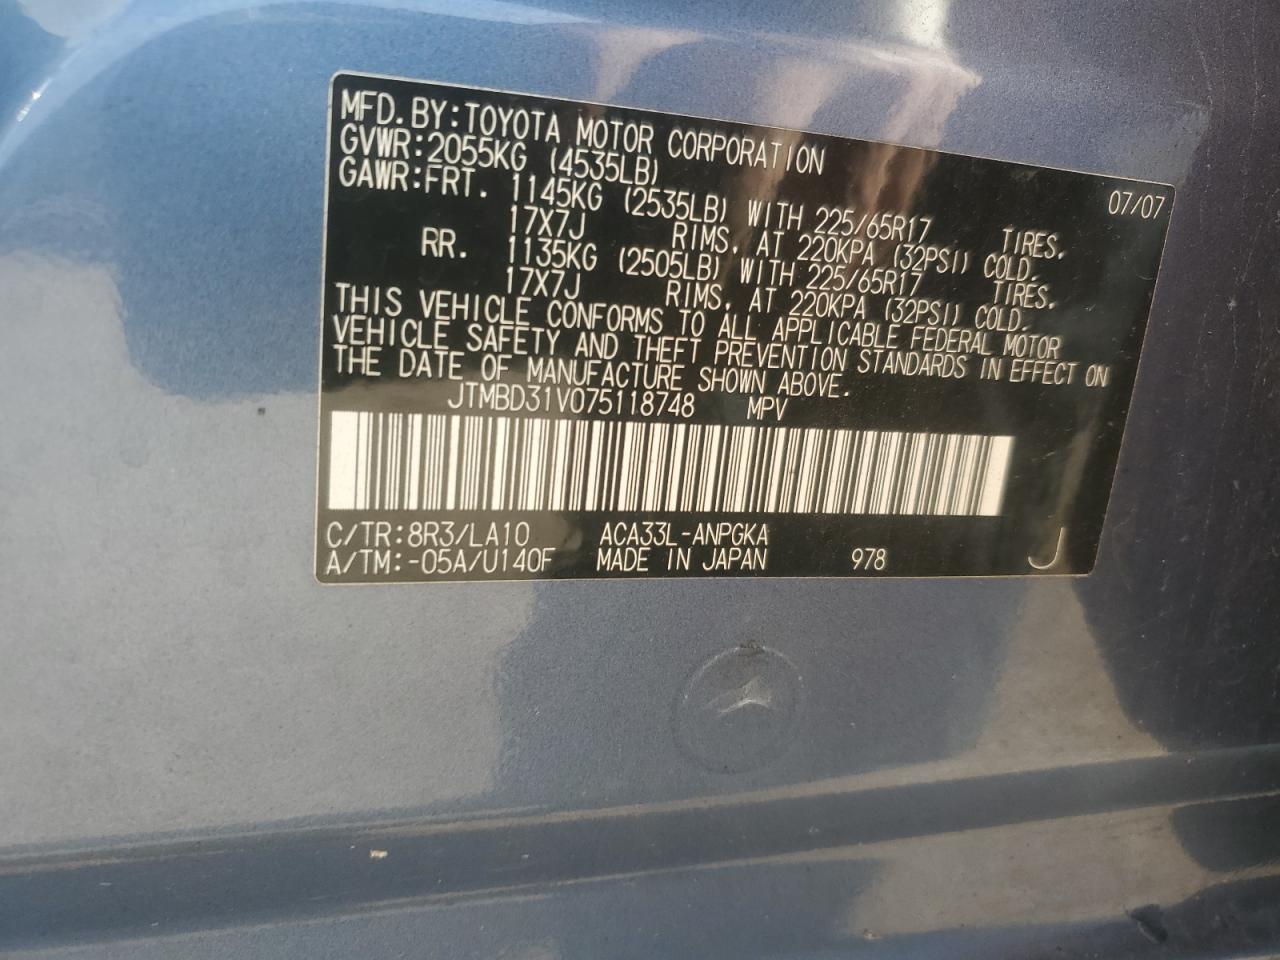 MFD. BY: TOYOTA MOTOR CORPORATION 07/07
GVWR: 2055KG (4535LB)
GAWR: FRT. 1145KG (2535LB) WITH 225/65R17 TIRES,
17X7J RIMS, AT 220KPA (32PSI) COLD.
RR. 1135KG (2505LB) WITH 225/65R17 TIRES,
17X7J RIMS, AT 220KPA (32PSI) COLD.
THIS VEHICLE CONFORMS TO ALL APPLICABLE FEDERAL MOTOR
VEHICLE SAFETY AND THEFT PREVENTION STANDARDS IN EFFECT ON
THE DATE OF MANUFACTURE SHOWN ABOVE.
JTMBD31V075118748 MPV
C/TR: 8R3/LA10 ACA33L-ANPGKA
A/TM: -05A/U140F MADE IN JAPAN 978 J